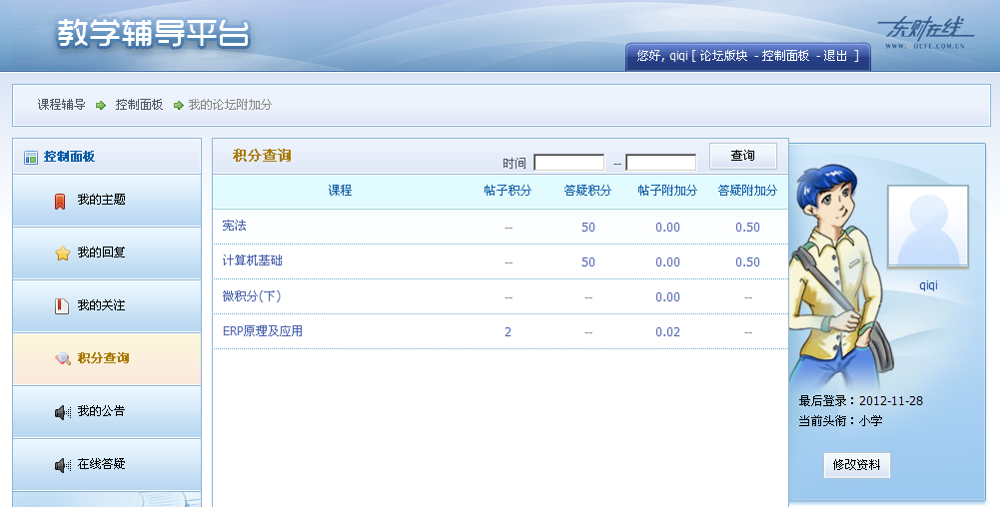 教学辅导平台
东财在线
WWW. DUFE.COM.CN
您好, qiqi [ 论坛版块 - 控制面板 - 退出 ]
课程辅导 控制面板 我的论坛附加分
控制面板
我的主题
我的回复
我的关注
积分查询
我的公告
在线答疑
积分查询 时间 -- 查询
课程 帖子积分 答疑积分 帖子附加分 答疑附加分
宪法 -- 50 0.00 0.50
计算机基础 -- 50 0.00 0.50
微积分(下) -- -- 0.00 --
ERP原理及应用 2 -- 0.02 --
qiqi
最后登录：2012-11-28
当前头衔：小学
修改资料